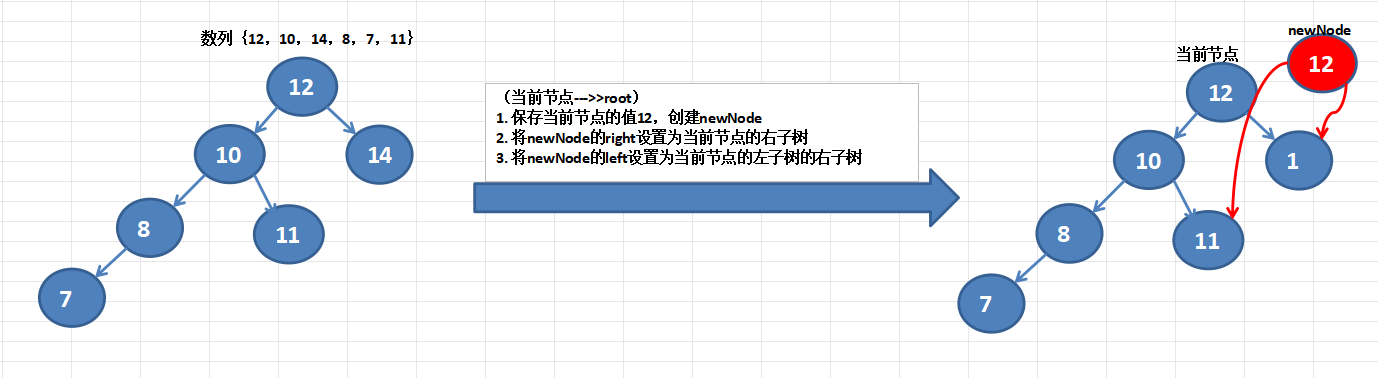 数列｛12，10，14，8，7，11｝
12
10
14
8
11
7
（当前节点--->>root）
1. 保存当前节点的值12，创建newNode
2. 将newNode的right设置为当前节点的右子树
3. 将newNode的left设置为当前节点的左子树的右子树
newNode
12
当前节点
12
10
1
8
11
7